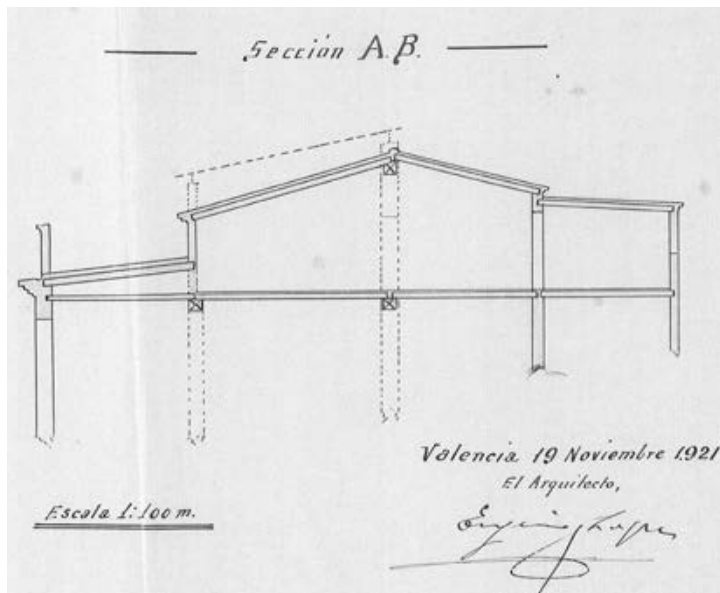 Sección A.B.
Valencia 19 Noviembre 1921
El Arquitecto,
Escala 1:100 m.